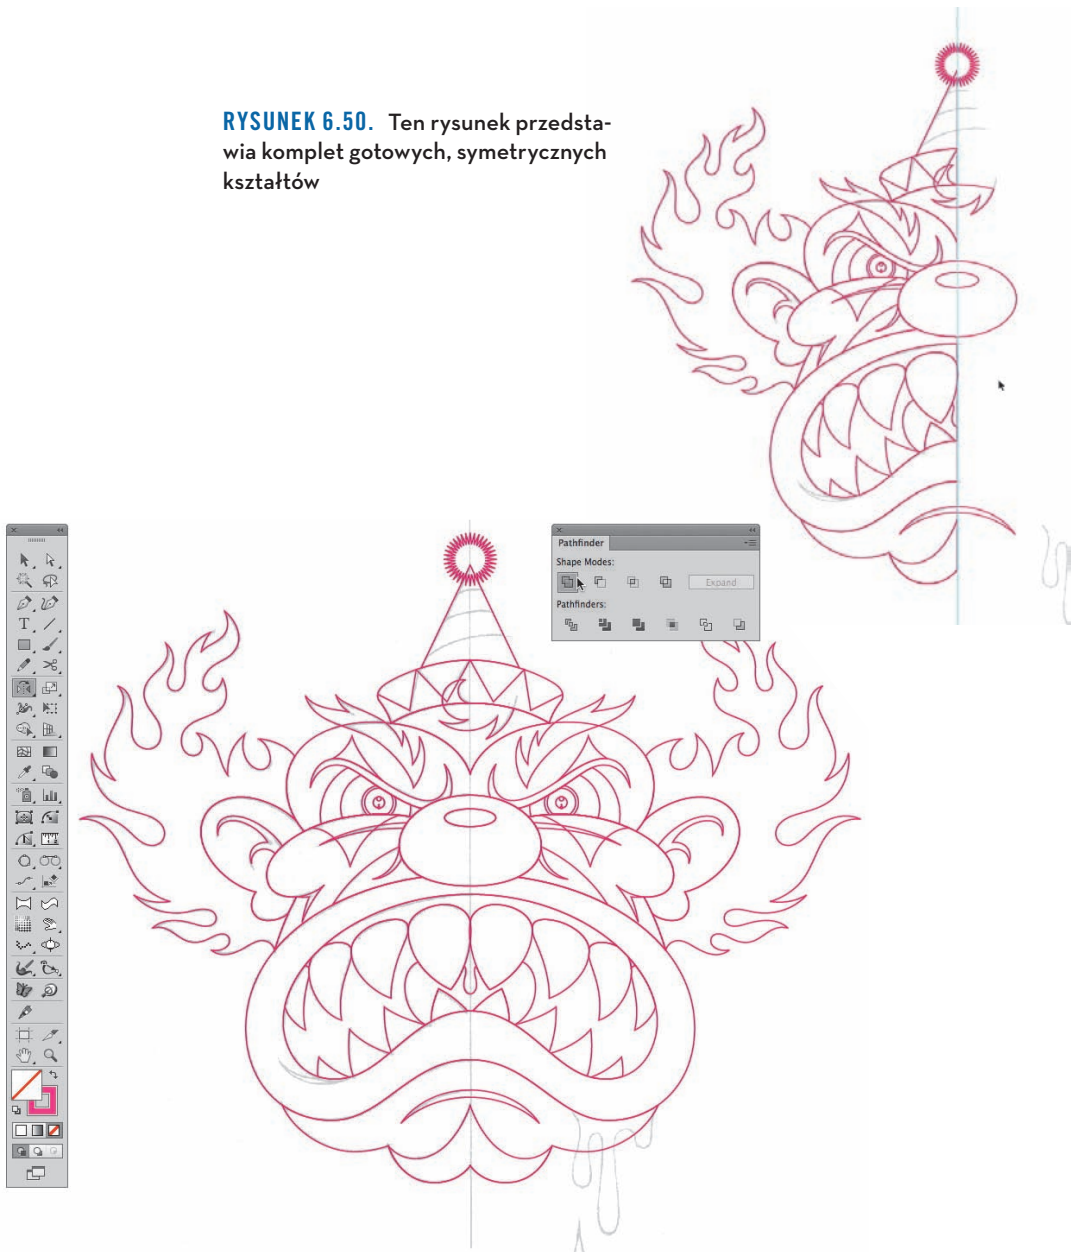 RYSUNEK 6.50. Ten rysunek przedsta-
wia komplet gotowych, symetrycznych
kształtów
Pathfinder
Shape Modes:
Expand
Pathfinders: